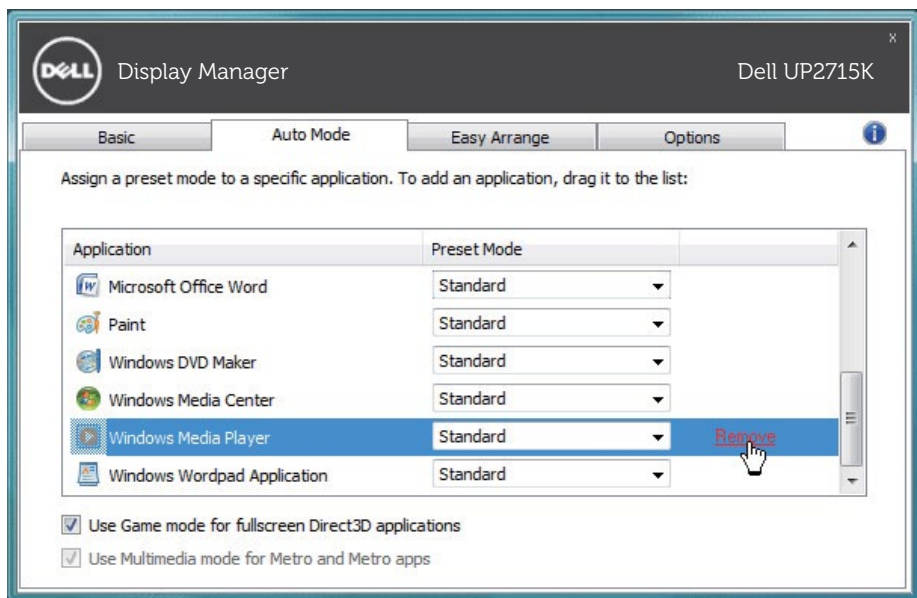 x
DELL Display Manager Dell UP2715K
Basic Auto Mode Easy Arrange Options
Assign a preset mode to a specific application. To add an application, drag it to the list:
Application Preset Mode
Microsoft Office Word Standard
Paint Standard
Windows DVD Maker Standard
Windows Media Center Standard
Windows Media Player Standard Remove
Windows Wordpad Application Standard
Use Game mode for fullscreen Direct3D applications
Use Multimedia mode for Metro and Metro apps